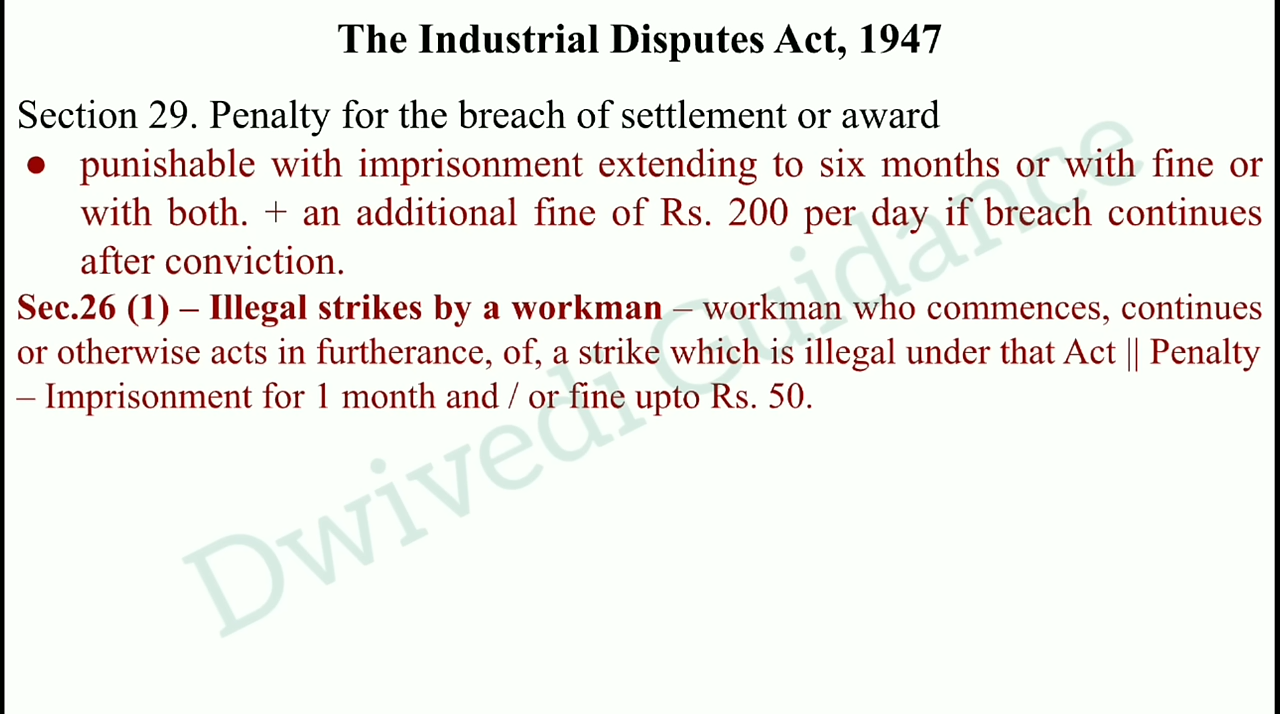 The Industrial Disputes Act, 1947
Section 29. Penalty for the breach of settlement or award
● punishable with imprisonment extending to six months or with fine or
with both. + an additional fine of Rs. 200 per day if breach continues
after conviction.
Sec.26 (1) – Illegal strikes by a workman – workman who commences, continues
or otherwise acts in furtherance, of, a strike which is illegal under that Act || Penalty
– Imprisonment for 1 month and / or fine upto Rs. 50.
Dwivedi Guidance